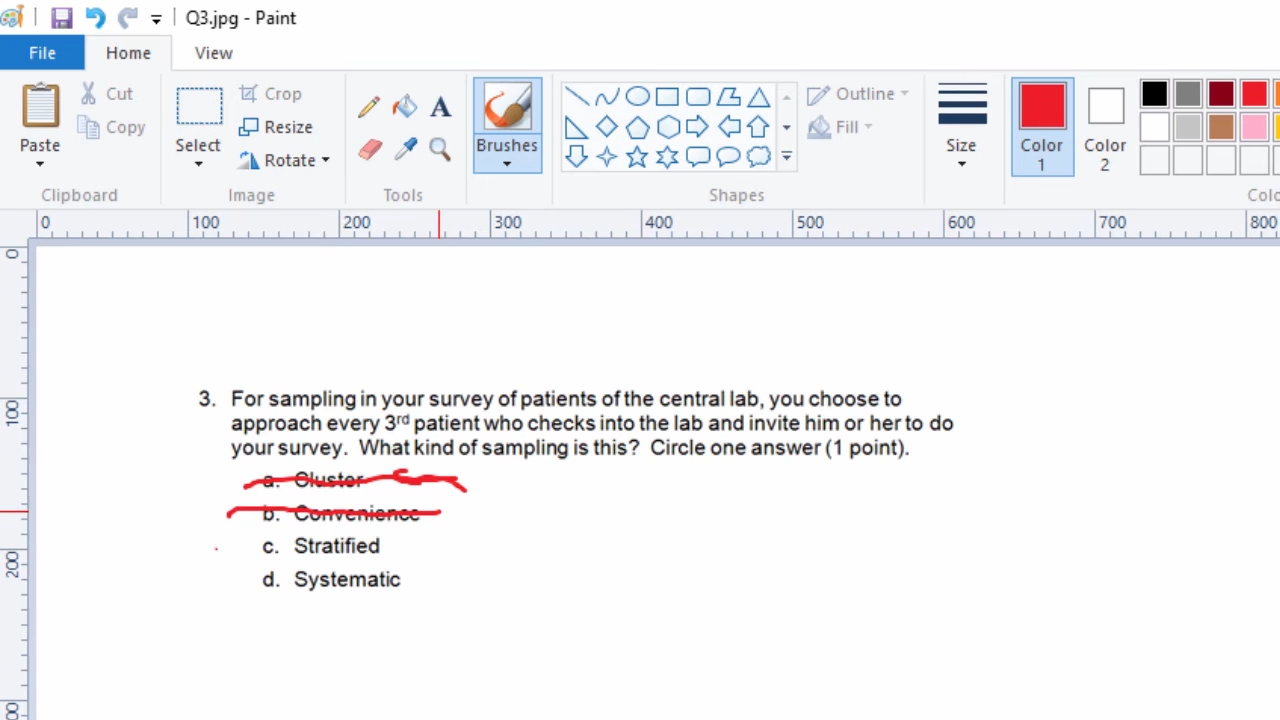 Q3.jpg - Paint
File
Home
View
Paste
Cut
Copy
Clipboard
Select
Crop
Resize
Rotate
Image
A
Tools
Brushes
Shapes
Outline
Fill
Size
Color 1
Color 2
0 100 200 300 400 500 600 700 800
0
100
200
3. For sampling in your survey of patients of the central lab, you choose to
approach every 3rd patient who checks into the lab and invite him or her to do
your survey. What kind of sampling is this? Circle one answer (1 point).
a. Cluster
b. Convenience
c. Stratified
d. Systematic